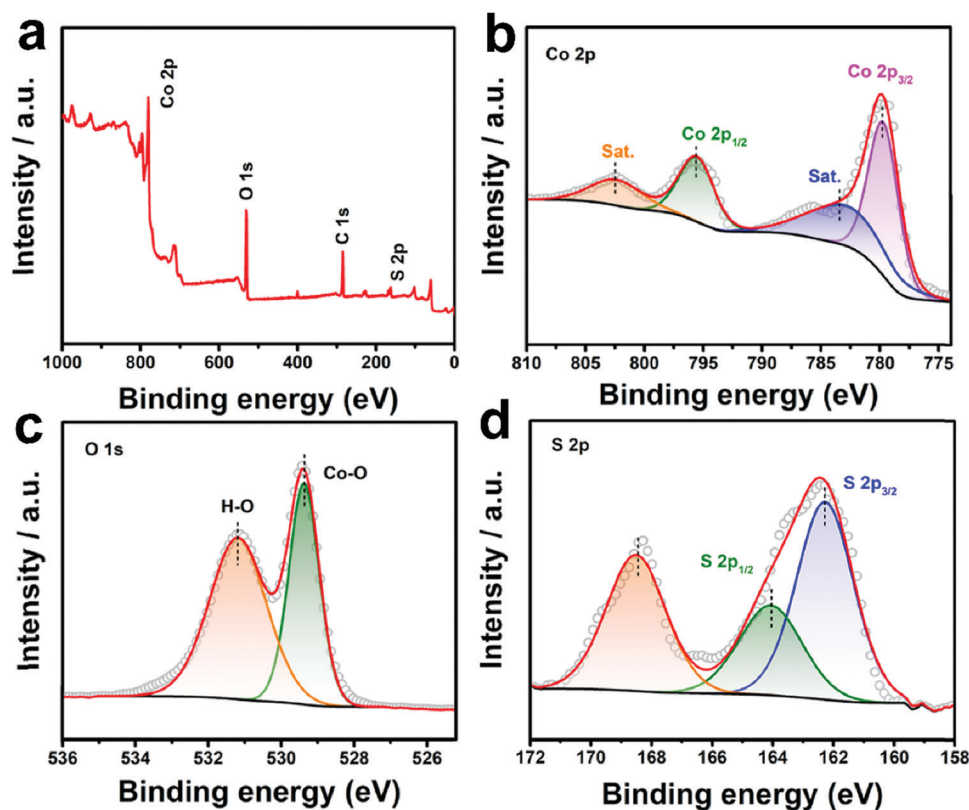 a
Intensity / a.u.
Co 2p
O 1s
C 1s
S 2p
1000 800 600 400 200 0
Binding energy (eV)
b
Intensity / a.u.
Co 2p
Co 2p3/2
Co 2p1/2
Sat.
Sat.
810 805 800 795 790 785 780 775
Binding energy (eV)
c
Intensity / a.u.
O 1s
Co-O
H-O
536 534 532 530 528 526
Binding energy (eV)
d
Intensity / a.u.
S 2p
S 2p3/2
S 2p1/2
172 170 168 166 164 162 160 158
Binding energy (eV)